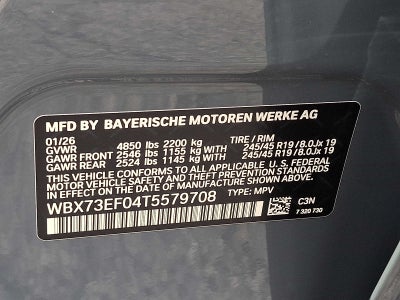 MFD BY BAYERISCHE MOTOREN WERKE AG
01/26
GVWR 4850 lbs 2200 kg TIRE / RIM
GAWR FRONT 2546 lbs 1155 kg WITH 245/45 R19 / 8.0Jx 19
GAWR REAR 2524 lbs 1145 kg WITH 245/45 R19 / 8.0Jx 19
THIS VEHICLE CONFORMS TO ALL APPLICABLE U.S. FEDERAL
MOTOR VEHICLE SAFETY, BUMPER, AND THEFT PREVENTION
STANDARDS IN EFFECT ON THE DATE OF MANUFACTURE SHOWN ABOVE.
WBX73EF04T5579708 TYPE: MPV
C3N
7 320 730